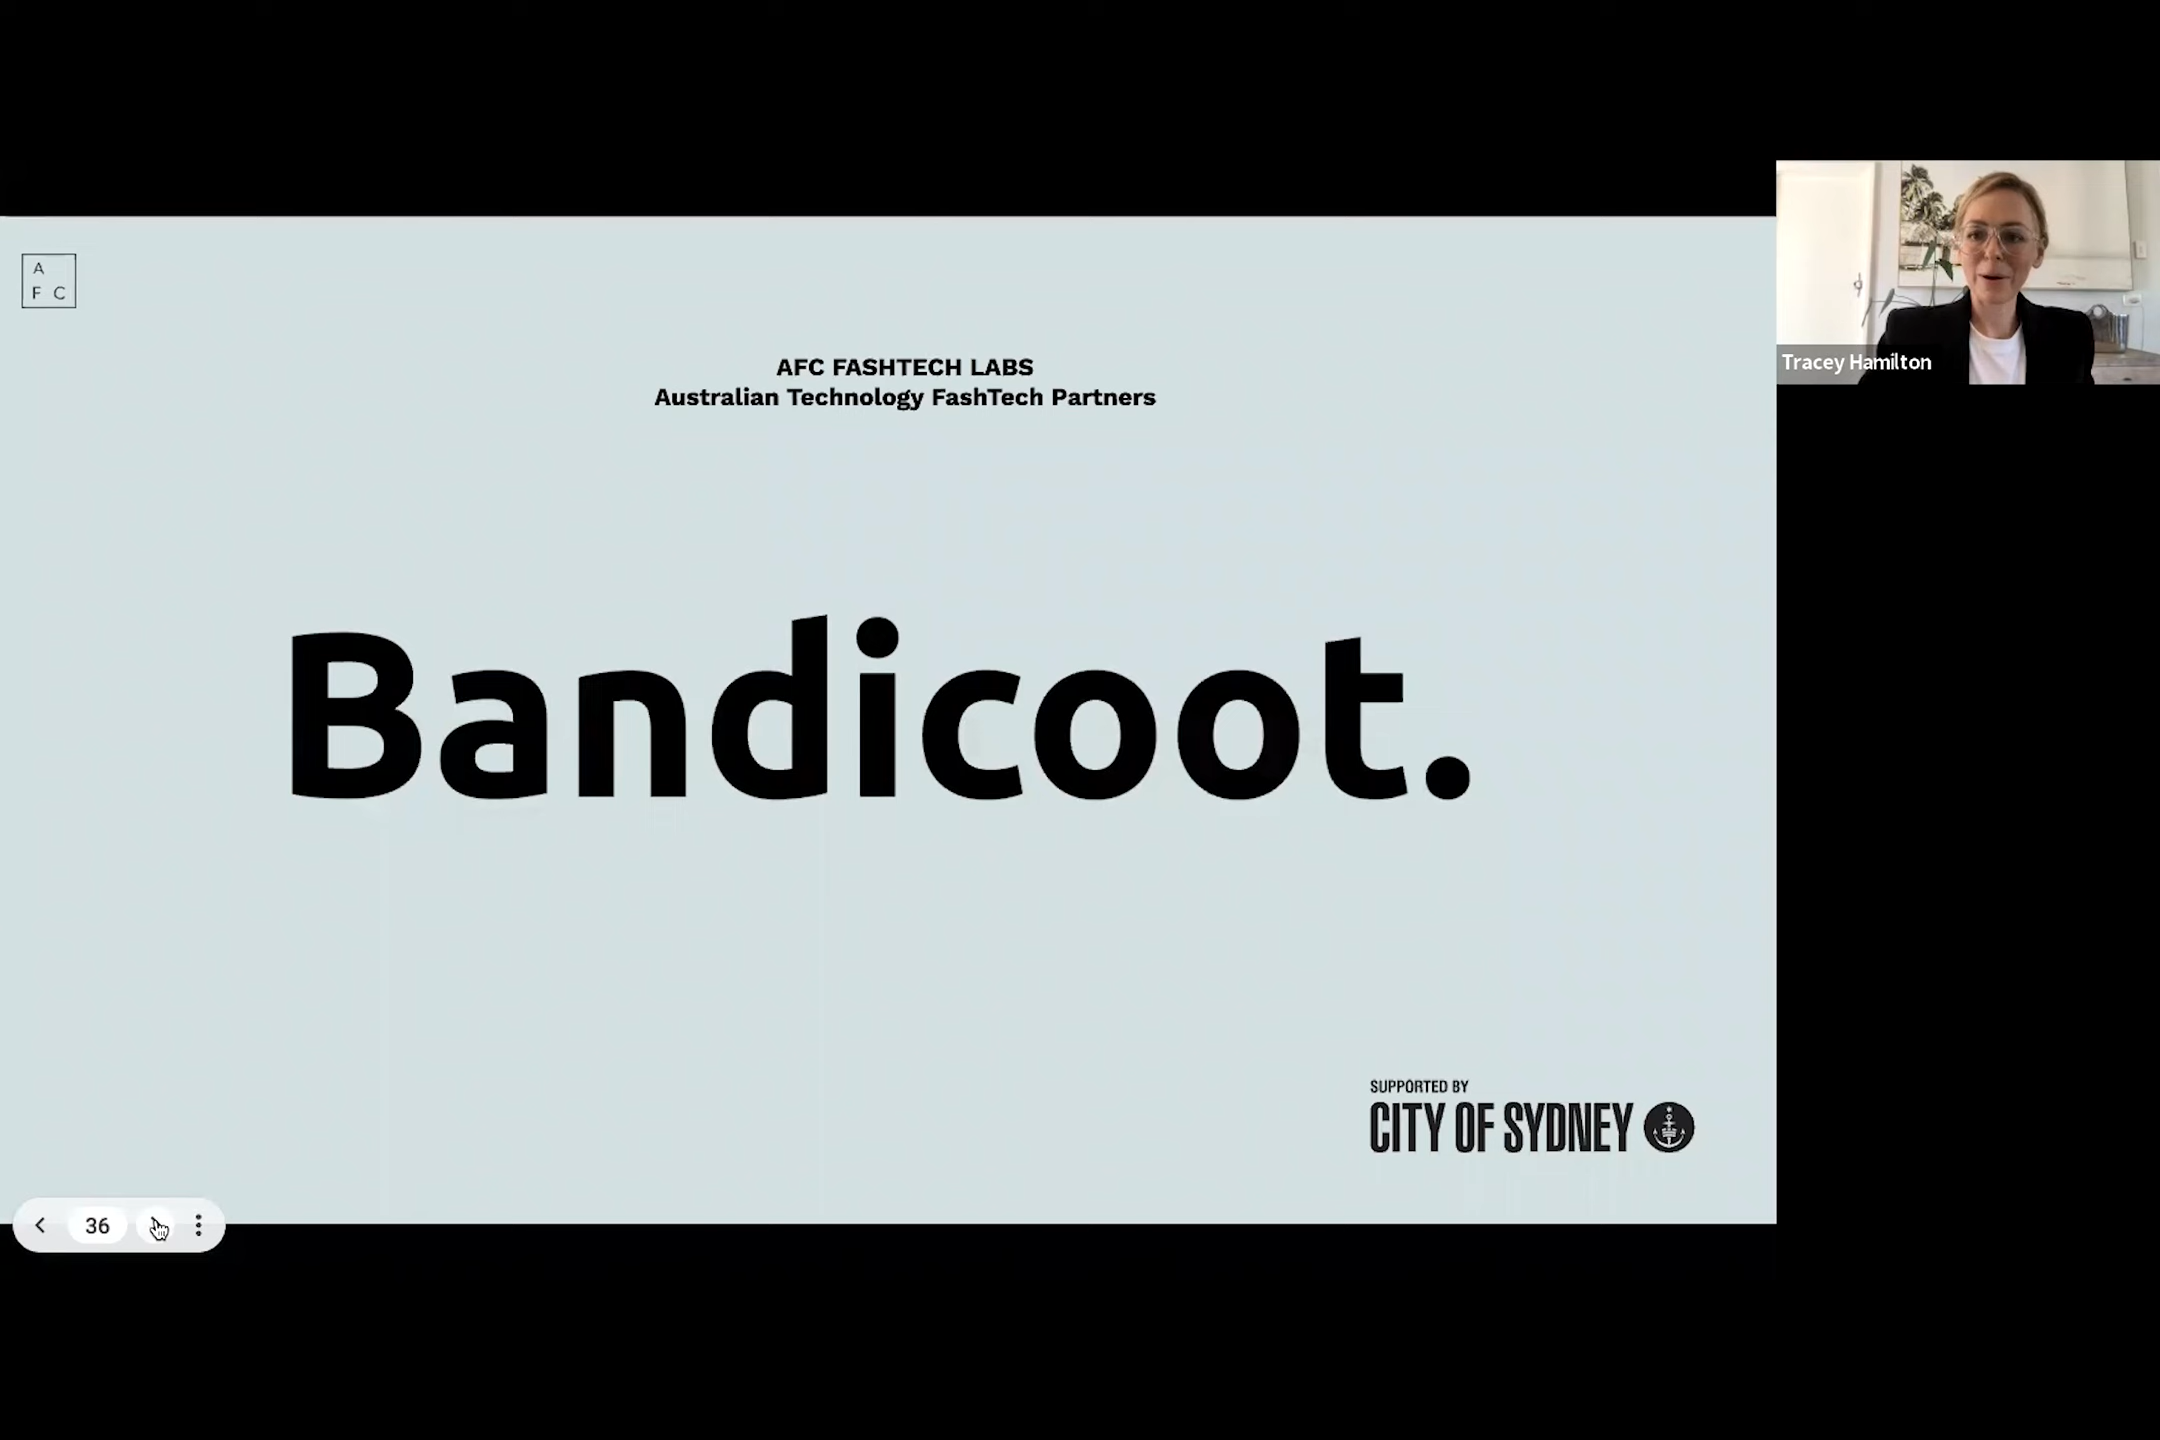 A
F C
AFC FASHTECH LABS
Australian Technology FashTech Partners
Bandicoot.
SUPPORTED BY
CITY OF SYDNEY
36
Tracey Hamilton